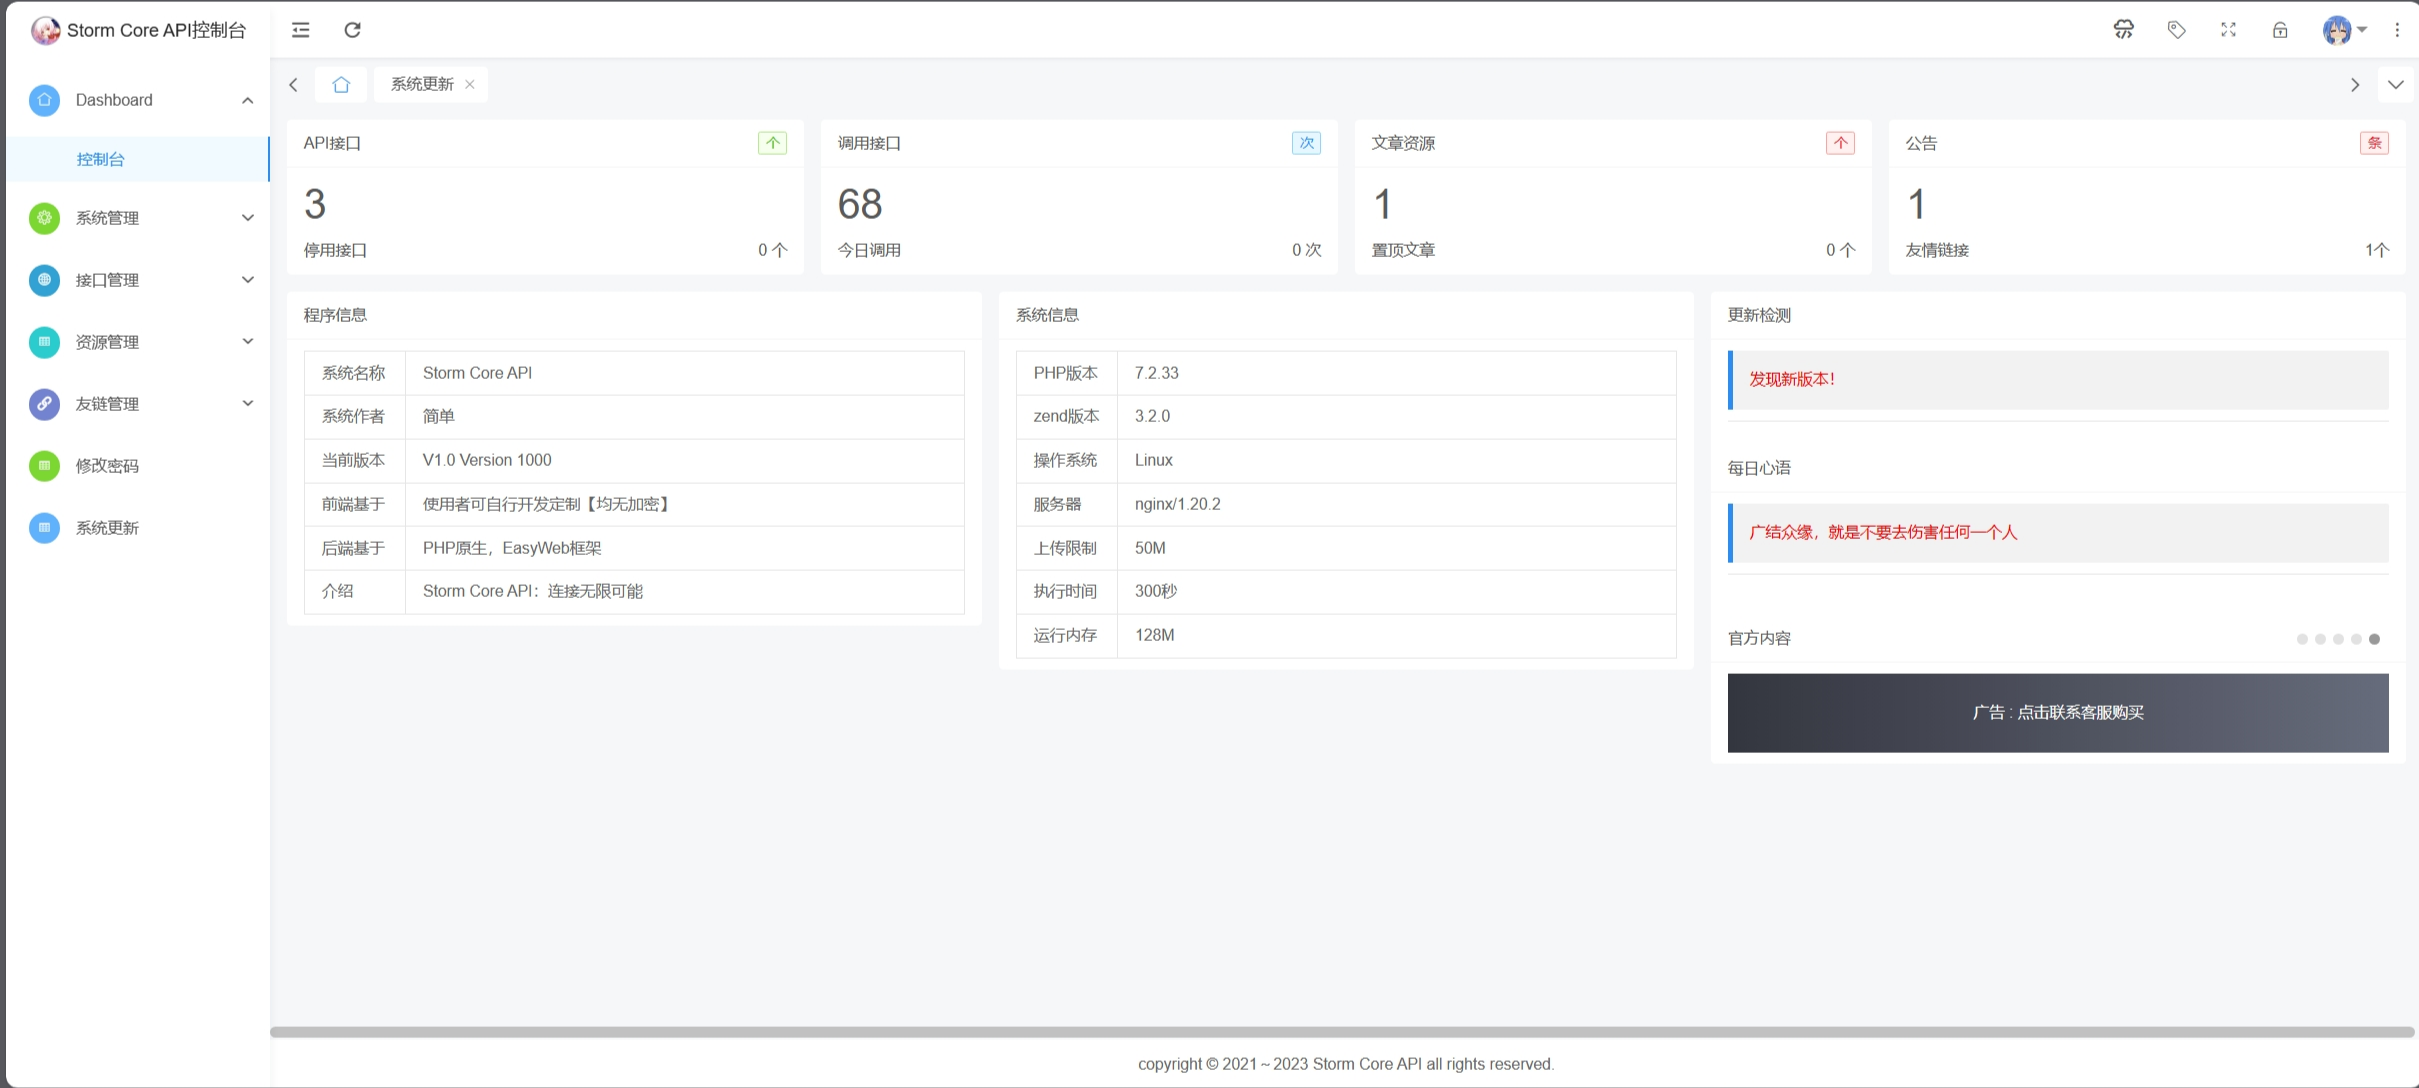 Storm Core API控制台
Dashboard
控制台
系统管理
接口管理
资源管理
友链管理
修改密码
系统更新
系统更新
API接口 个
3
停用接口 0 个
调用接口 次
68
今日调用 0 次
文章资源 个
1
置顶文章 0 个
公告 条
1
友情链接 1个
程序信息
系统名称 Storm Core API
系统作者 简单
当前版本 V1.0 Version 1000
前端基于 使用者可自行开发定制【均无加密】
后端基于 PHP原生，EasyWeb框架
介绍 Storm Core API：连接无限可能
系统信息
PHP版本 7.2.33
zend版本 3.2.0
操作系统 Linux
服务器 nginx/1.20.2
上传限制 50M
执行时间 300秒
运行内存 128M
更新检测
发现新版本！
每日心语
广结众缘，就是不要去伤害任何一个人
官方内容
广告 : 点击联系客服购买
copyright © 2021～2023 Storm Core API all rights reserved.